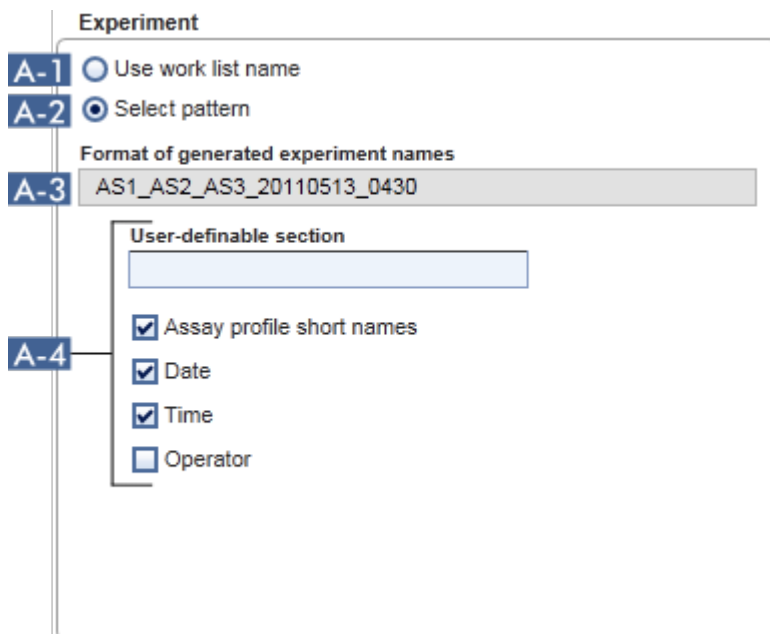 Experiment
A-1 Use work list name
A-2 Select pattern
Format of generated experiment names
A-3 AS1_AS2_AS3_20110513_0430
User-definable section
Assay profile short names
A-4
Date
Time
Operator